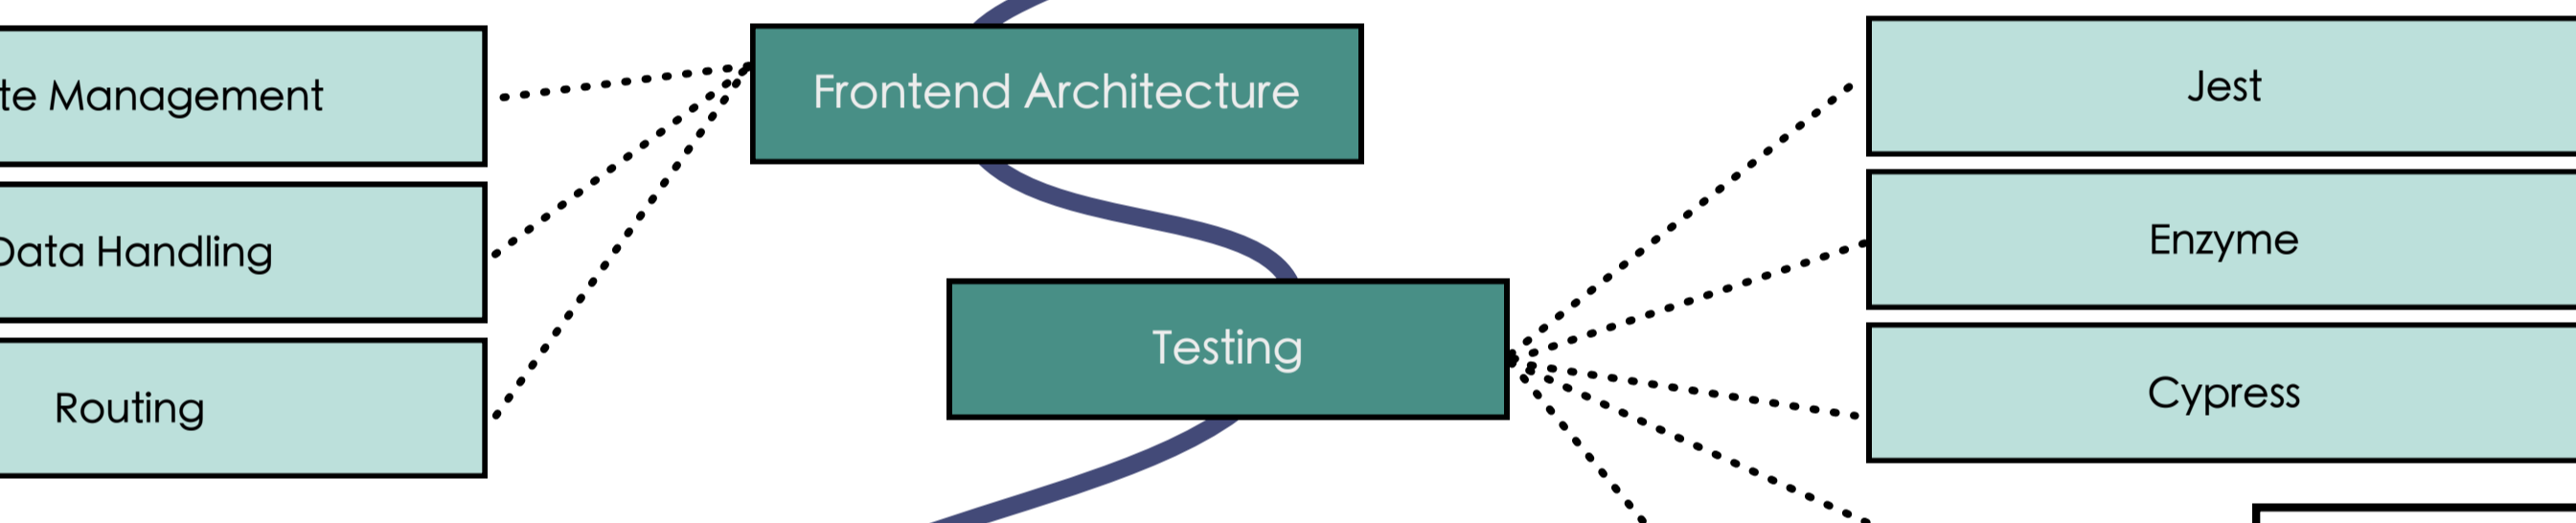 te Management
Frontend Architecture
Jest
Data Handling
Enzyme
Testing
Routing
Cypress